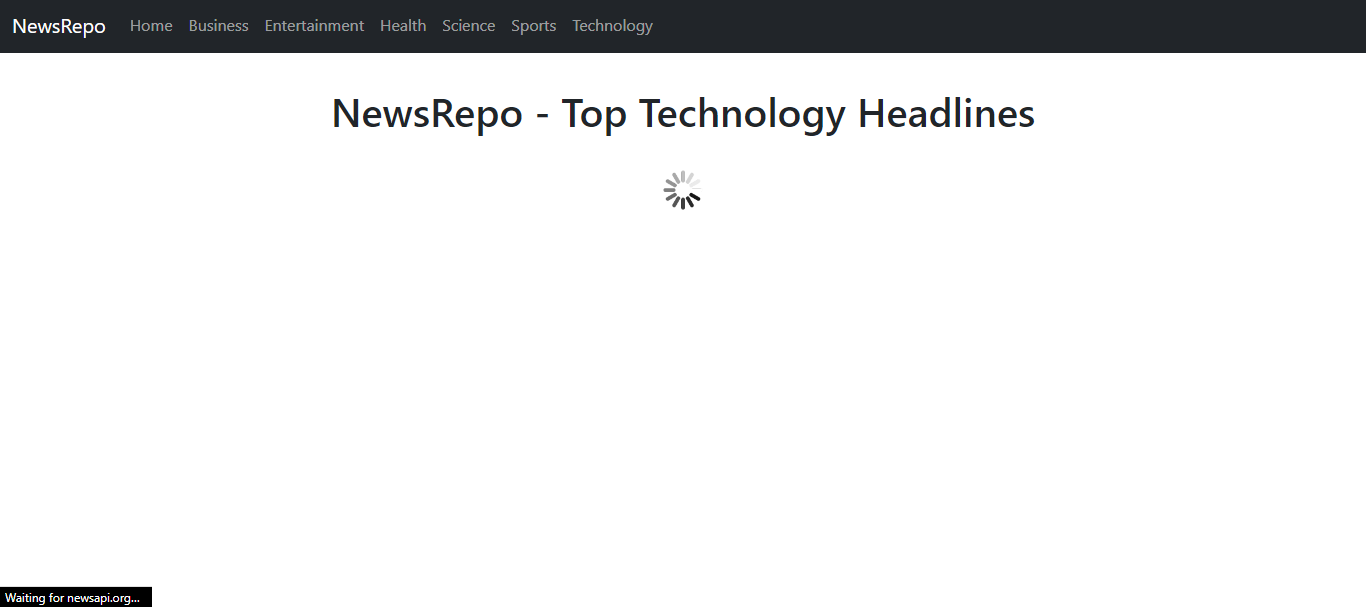 NewsRepo Home Business Entertainment Health Science Sports Technology
NewsRepo - Top Technology Headlines
Waiting for newsapi.org...